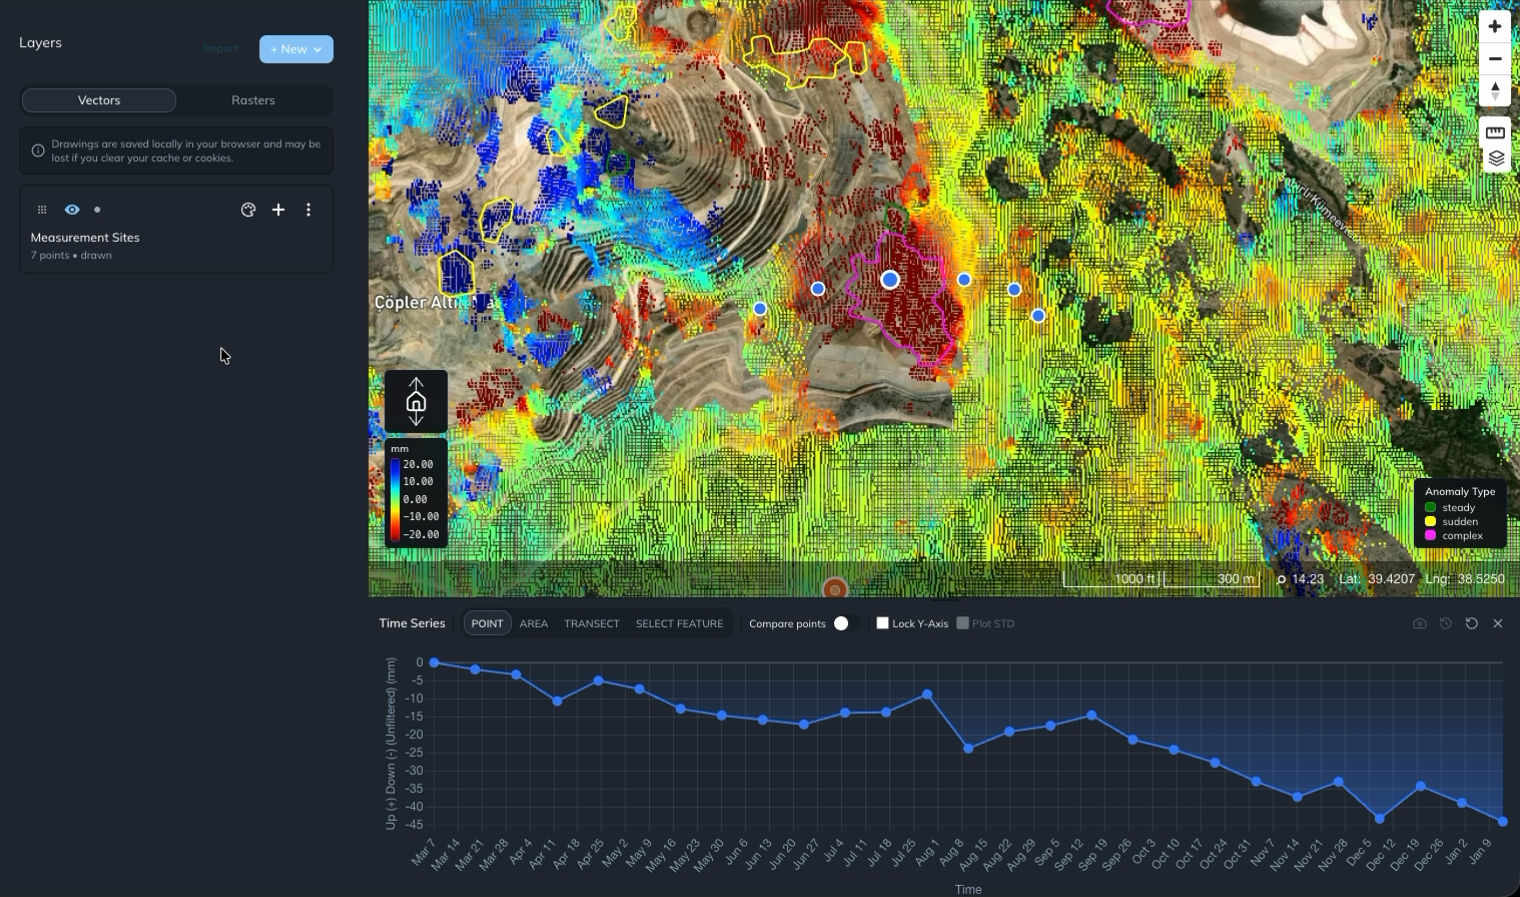 Layers
Import
+ New
Vectors
Rasters
Drawings are saved locally in your browser and may be
lost if you clear your cache or cookies.
Measurement Sites
7 points • drawn
Çöpler Altı
mm
20.00
10.00
0.00
-10.00
-20.00
Anomaly Type
steady
sudden
complex
1000 ft
300 m
14.23
Lat: 39.4207
Lng: 38.5250
Time Series
POINT
AREA
TRANSECT
SELECT FEATURE
Compare points
Lock Y-Axis
Plot STD
Up (+) Down (-) (Unfiltered) (mm)
0
-5
-10
-15
-20
-25
-30
-35
-40
-45
Mar 7
Mar 14
Mar 21
Mar 28
Apr 4
Apr 11
Apr 18
Apr 25
May 2
May 9
May 16
May 23
May 30
Jun 6
Jun 13
Jun 20
Jun 27
Jul 4
Jul 11
Jul 18
Jul 25
Aug 1
Aug 8
Aug 15
Aug 22
Aug 29
Sep 5
Sep 12
Sep 19
Sep 26
Oct 3
Oct 10
Oct 17
Oct 24
Oct 31
Nov 7
Nov 14
Nov 21
Nov 28
Dec 5
Dec 12
Dec 19
Dec 26
Jan 2
Jan 9
Time